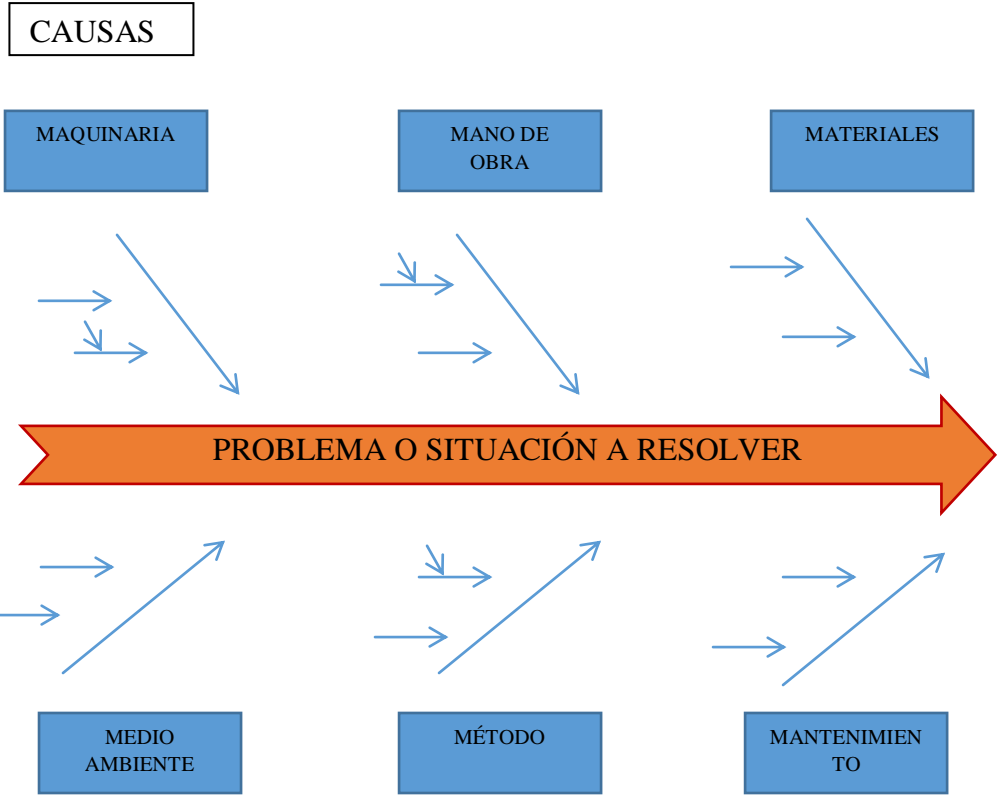 CAUSAS
MAQUINARIA
MANO DE
OBRA
MATERIALES
PROBLEMA O SITUACIÓN A RESOLVER
MEDIO
AMBIENTE
MÉTODO
MANTENIMIEN
TO